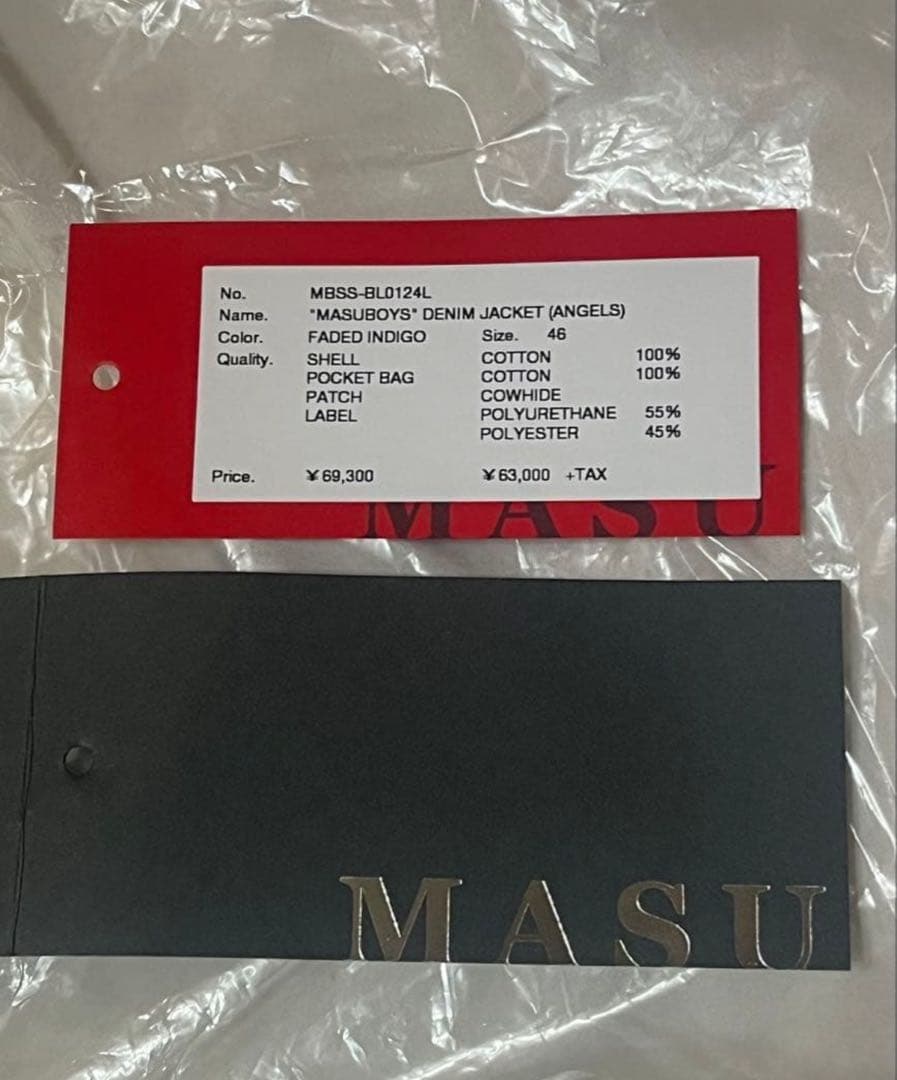 No. MBSS-BL0124L
Name. "MASUBOYS" DENIM JACKET (ANGELS)
Color. FADED INDIGO Size. 46
Quality. SHELL COTTON 100%
POCKET BAG COTTON 100%
PATCH COWHIDE
LABEL POLYURETHANE 55%
POLYESTER 45%
Price. ¥69,300 ¥63,000 +TAX
MASU
MASU